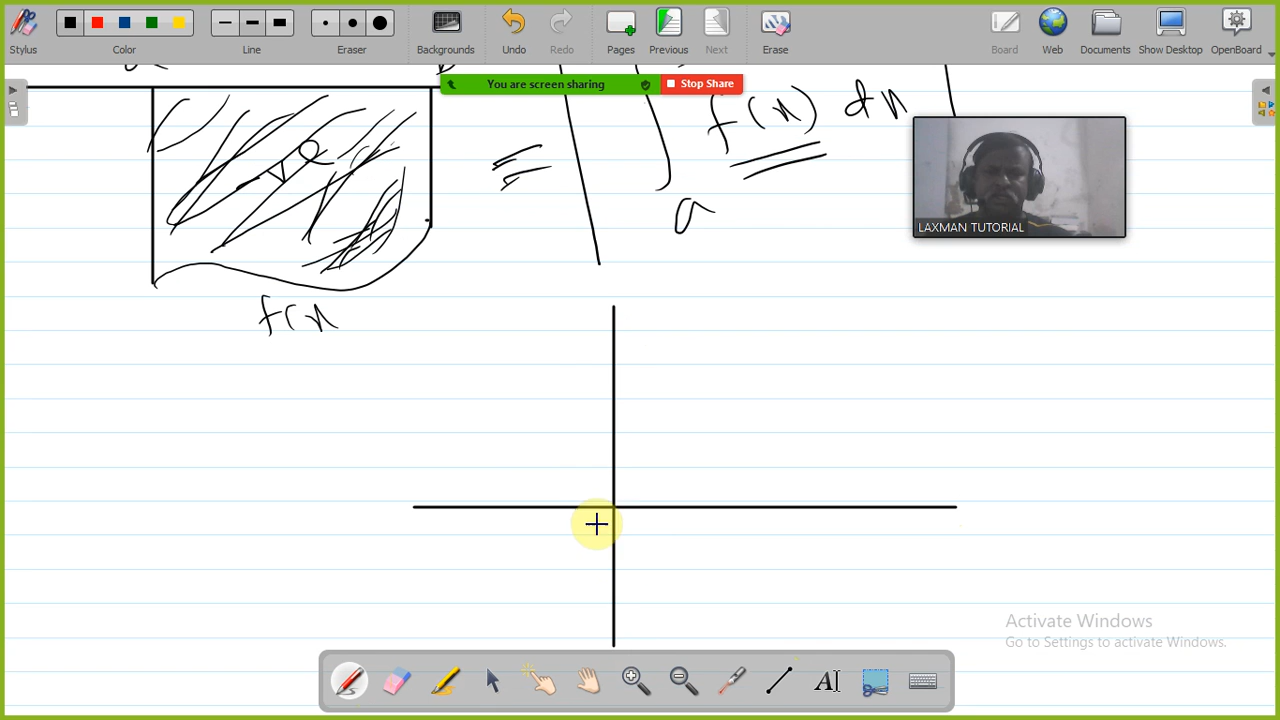 Stylus Color Line Eraser Backgrounds Undo Redo Pages Previous Next Erase Board Web Documents Show Desktop OpenBoard
You are screen sharing Stop Share
f(x) dx
-ve
=
a
LAXMAN TUTORIAL
f(x
Activate Windows
Go to Settings to activate Windows.